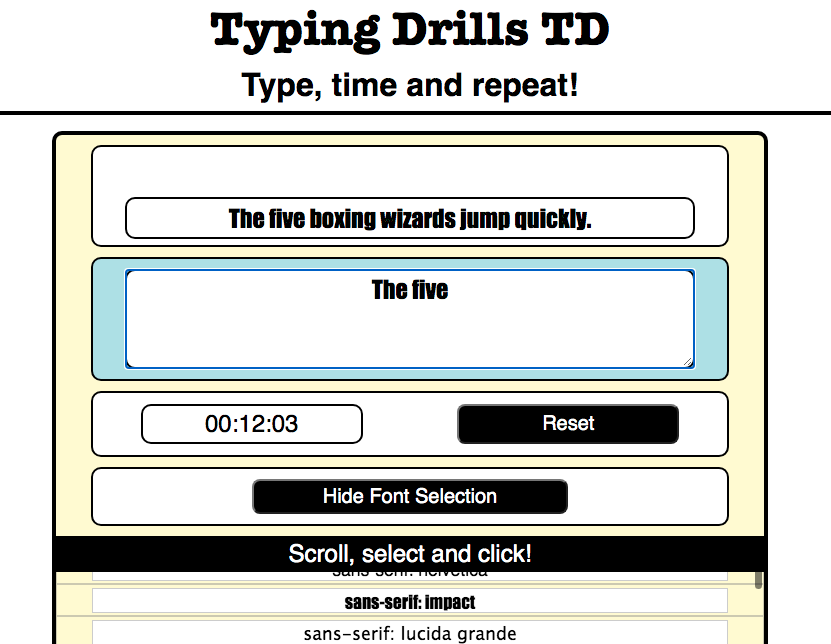 Typing Drills TD
Type, time and repeat!
The five boxing wizards jump quickly.
The five
00:12:03
Reset
Hide Font Selection
Scroll, select and click!
sans-serif: helvetica
sans-serif: impact
sans-serif: lucida grande